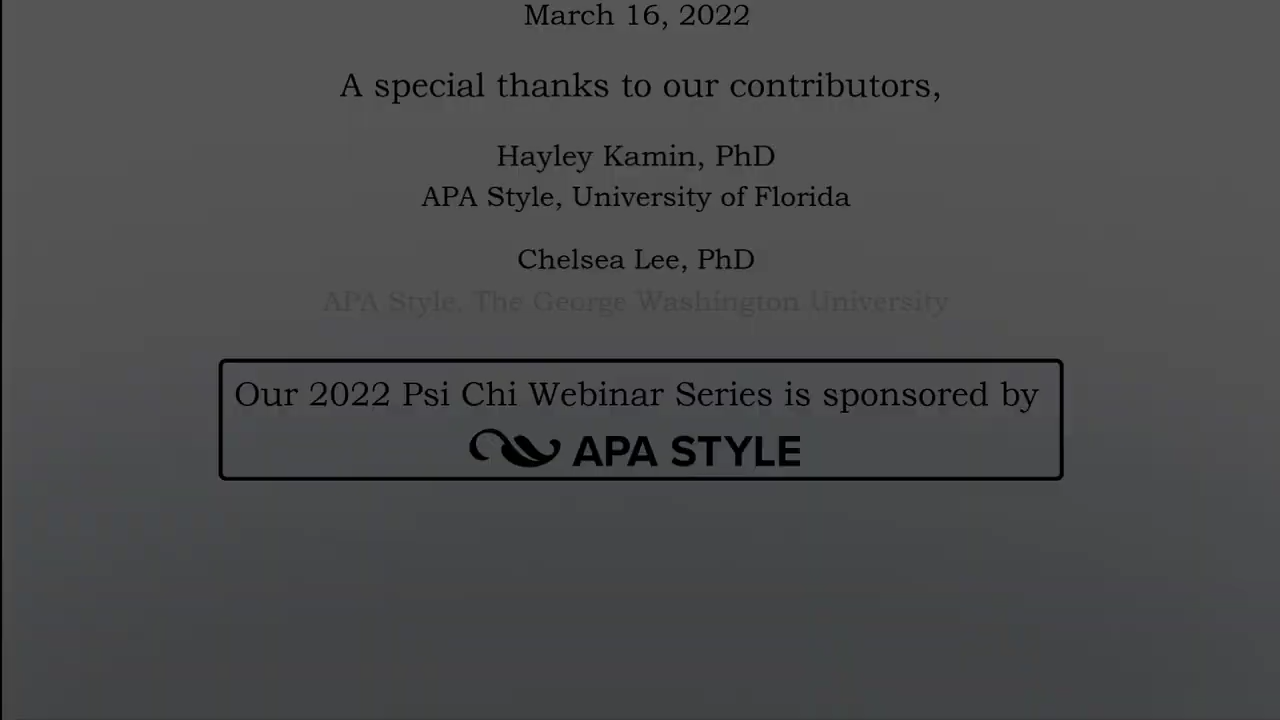 March 16, 2022
A special thanks to our contributors,
Hayley Kamin, PhD
APA Style, University of Florida
Chelsea Lee, PhD
APA Style, The George Washington University
Our 2022 Psi Chi Webinar Series is sponsored by
APA STYLE